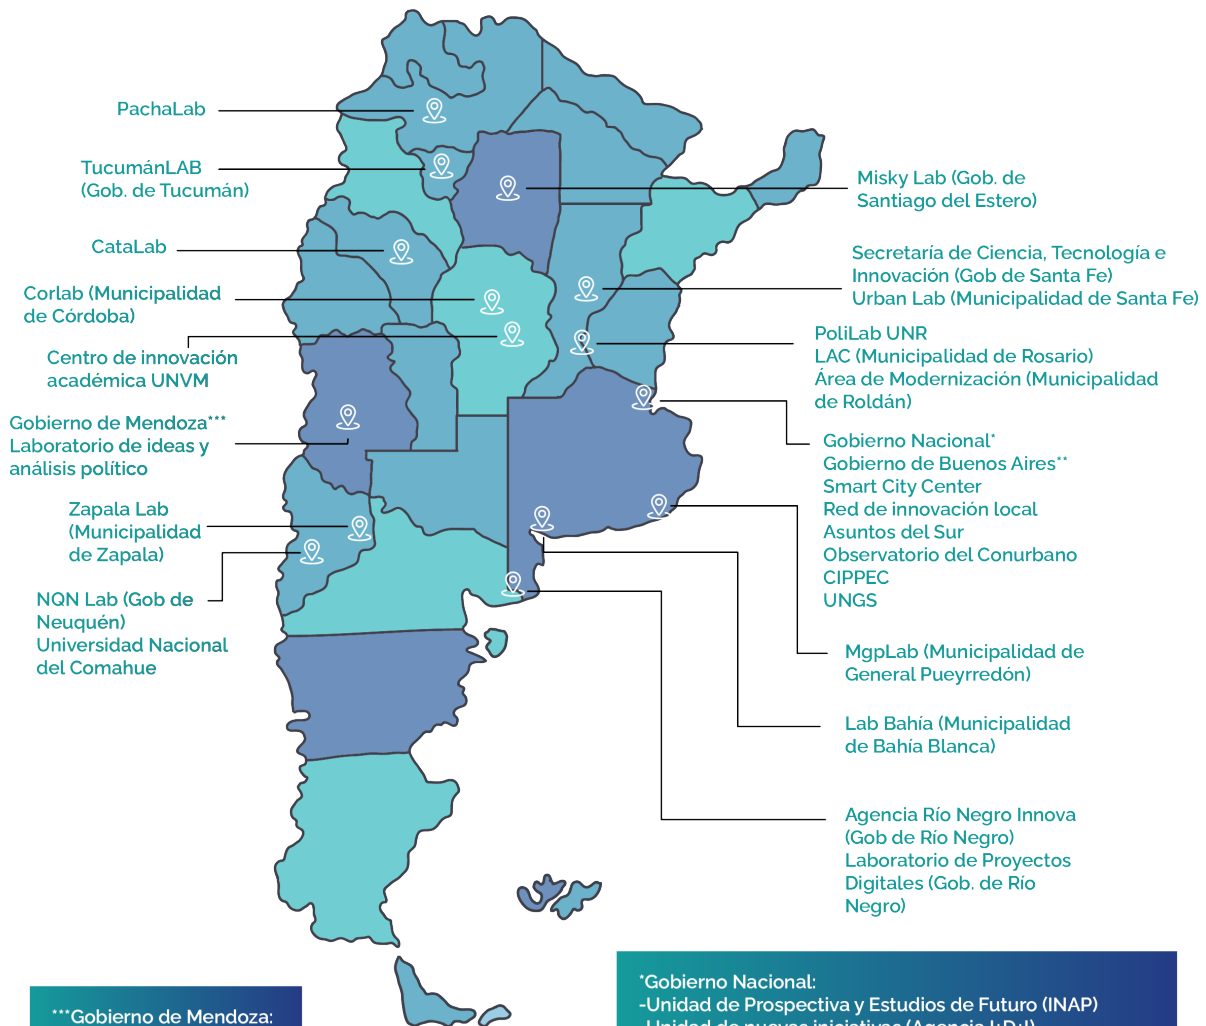 PachaLab
TucumánLAB
(Gob. de Tucumán)
CataLab
Corlab (Municipalidad
de Córdoba)
Centro de innovación
académica UNVM
Gobierno de Mendoza***
Laboratorio de ideas y
análisis político
Zapala Lab
(Municipalidad
de Zapala)
NQN Lab (Gob de
Neuquén)
Universidad Nacional
del Comahue
Misky Lab (Gob. de
Santiago del Estero)
Secretaría de Ciencia, Tecnología e
Innovación (Gob de Santa Fe)
Urban Lab (Municipalidad de Santa Fe)
PoliLab UNR
LAC (Municipalidad de Rosario)
Área de Modernización (Municipalidad
de Roldán)
Gobierno Nacional*
Gobierno de Buenos Aires**
Smart City Center
Red de innovación local
Asuntos del Sur
Observatorio del Conurbano
CIPPEC
UNGS
MgpLab (Municipalidad de
General Pueyrredón)
Lab Bahía (Municipalidad
de Bahía Blanca)
Agencia Río Negro Innova
(Gob de Río Negro)
Laboratorio de Proyectos
Digitales (Gob. de Río
Negro)
***Gobierno de Mendoza:
*Gobierno Nacional:
-Unidad de Prospectiva y Estudios de Futuro (INAP)
-Unidad de nuevas iniciativas (Agencia I+D+I)